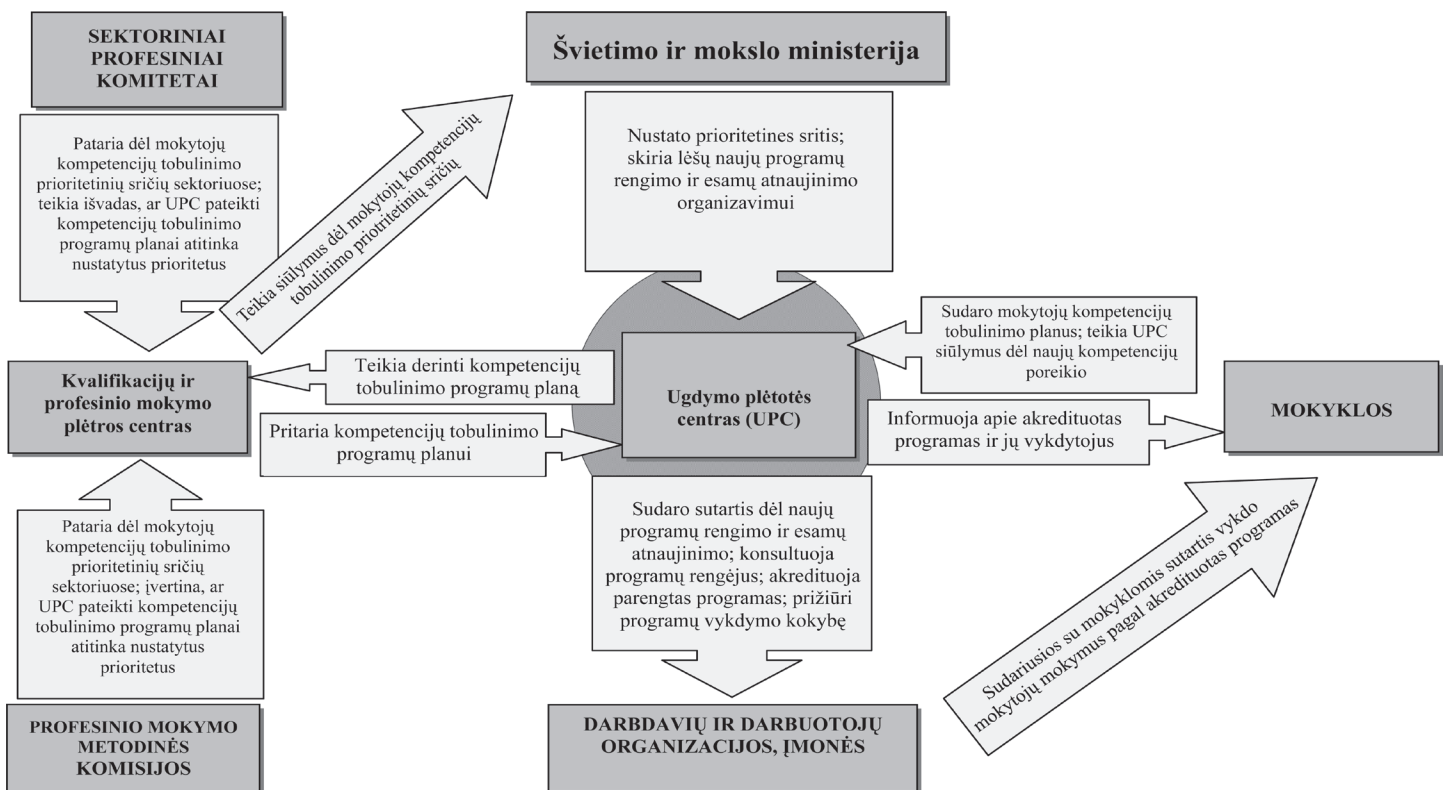 SEKTORINIAI
PROFESINIAI
KOMITETAI
Švietimo ir mokslo ministerija
Pataria dėl mokytojų
kompetencijų tobulinimo
prioritetinių sričių sektoriuose;
teikia išvadas, ar UPC pateikti
kompetencijų tobulinimo
programų planai atitinka
nustatytus prioritetus
Teikia siūlymus dėl mokytojų kompetencijų
tobulinimo priotritetinių sričių
Nustato prioritetines sritis;
skiria lėšų naujų programų
rengimo ir esamų atnaujinimo
organizavimui
Sudaro mokytojų kompetencijų
tobulinimo planus; teikia UPC
siūlymus dėl naujų kompetencijų
poreikio
Kvalifikacijų ir
profesinio mokymo
plėtros centras
Teikia derinti kompetencijų
tobulinimo programų planą
Pritaria kompetencijų tobulinimo
programų planui
Ugdymo plėtotės
centras (UPC)
Informuoja apie akredituotas
programas ir jų vykdytojus
MOKYKLOS
Pataria dėl mokytojų
kompetencijų tobulinimo
prioritetinių sričių
sektoriuose; įvertina, ar
UPC pateikti kompetencijų
tobulinimo programų planai
atitinka nustatytus
prioritetus
Sudaro sutartis dėl naujų
programų rengimo ir esamų
atnaujinimo; konsultuoja
programų rengėjus; akredituoja
parengtas programas; prižiūri
programų vykdymo kokybę
Sudariusios su mokyklomis sutartis vykdo
mokytojų mokymus pagal akredituotas programas
PROFESINIO MOKYMO
METODINĖS
KOMISIJOS
DARBDAVIŲ IR DARBUOTOJŲ
ORGANIZACIJOS, ĮMONĖS